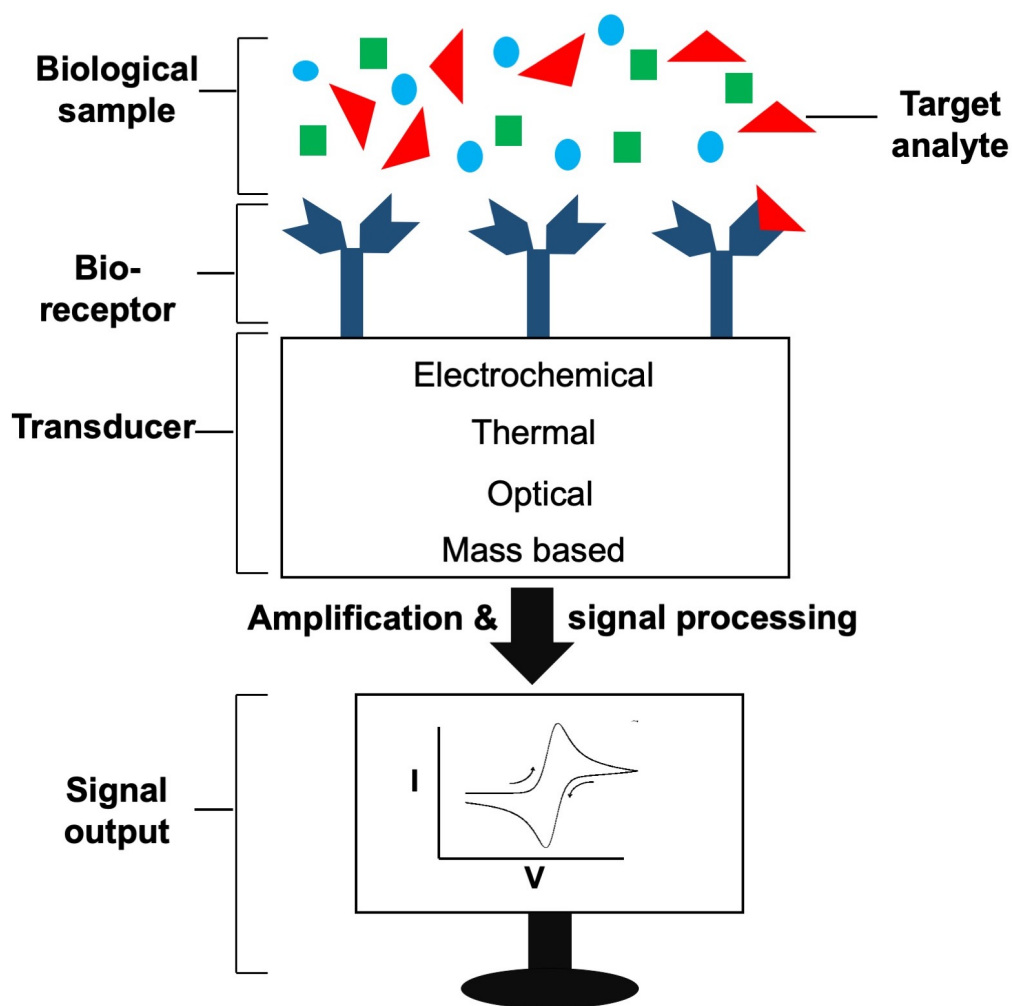 Biological
sample
Target
analyte
Bio-
receptor
Transducer
Electrochemical
Thermal
Optical
Mass based
Amplification & signal processing
Signal
output
I
V